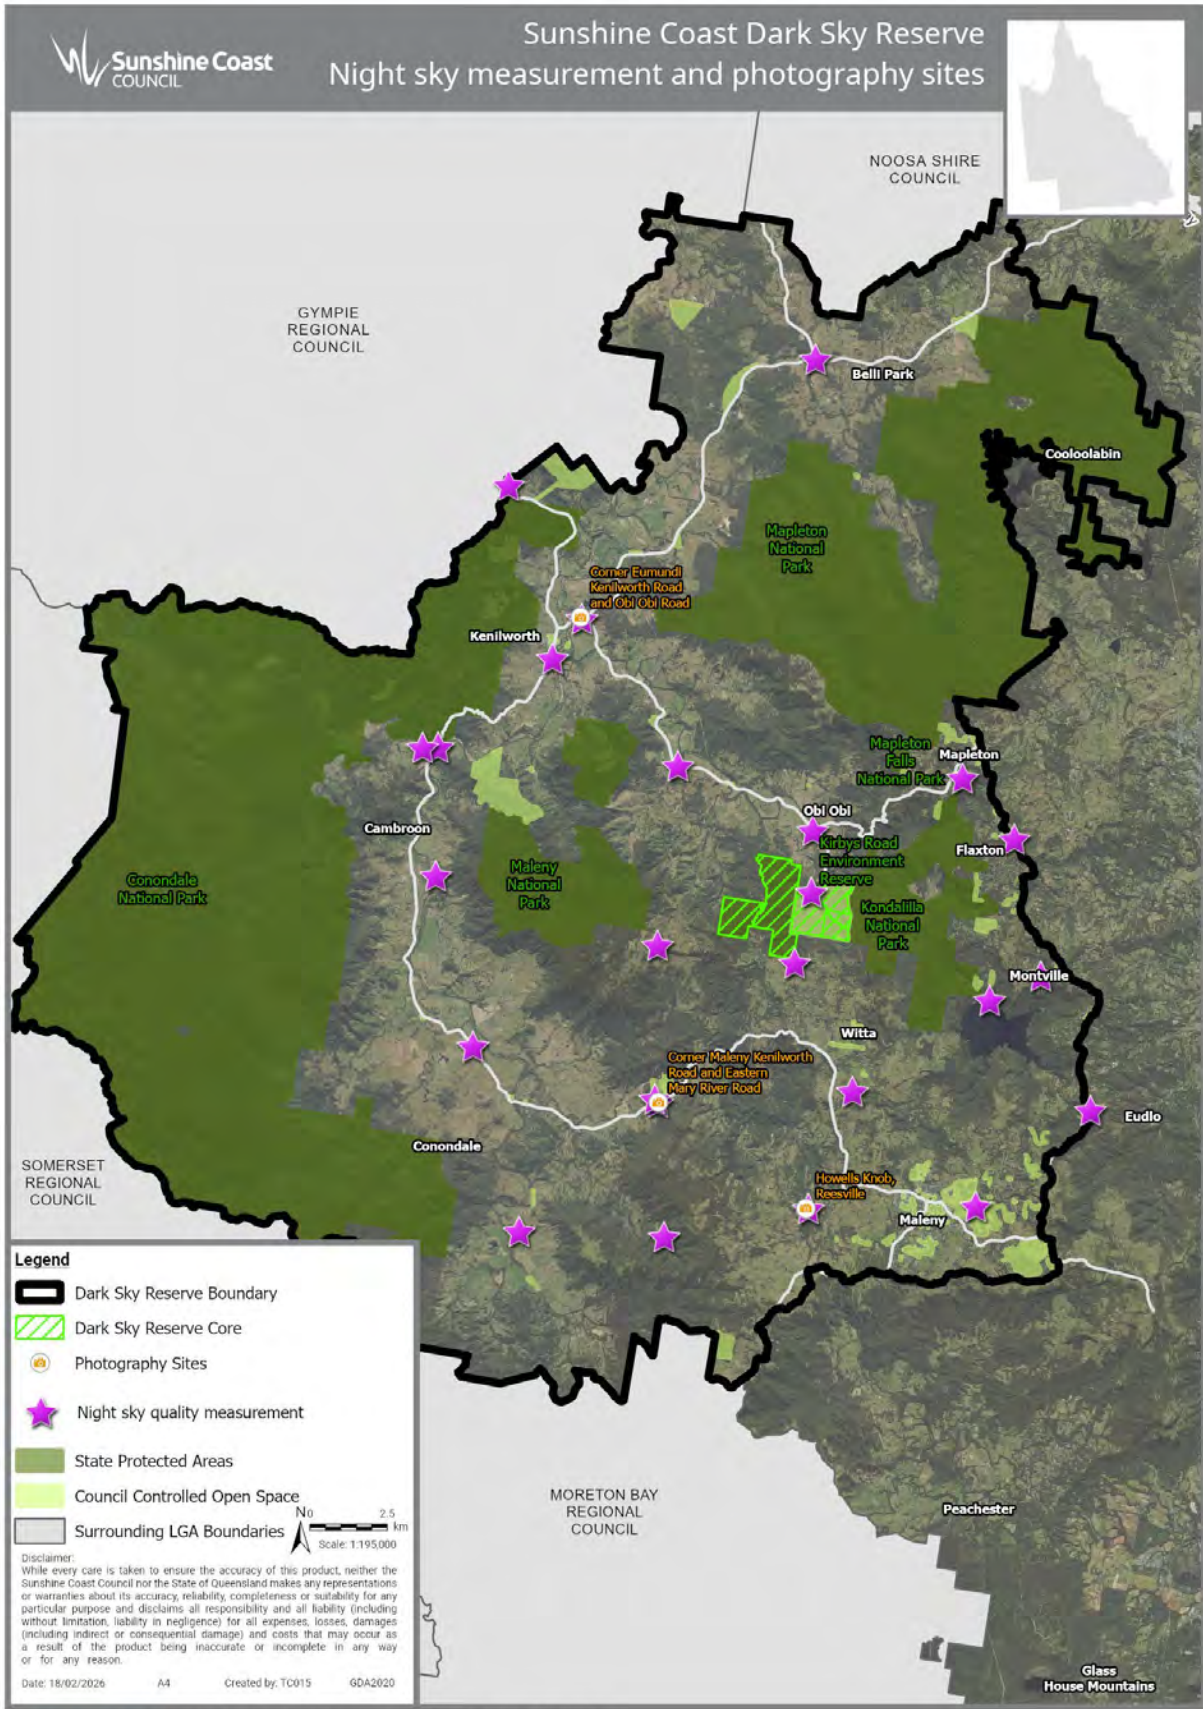 Sunshine Coast
COUNCIL
Sunshine Coast Dark Sky Reserve
Night sky measurement and photography sites
NOOSA SHIRE
COUNCIL
GYMPIE
REGIONAL
COUNCIL
Belli Park
Cooloolabin
Mapleton
National
Park
Corner Eumundi
Kenilworth Road
and Obi Obi Road
Kenilworth
Mapleton
Falls
National Park
Mapleton
Obi Obi
Cambroon
Kirbys Road
Environment
Reserve
Flaxton
Maleny
National
Park
Conondale
National Park
Kondalilla
National
Park
Montville
Witta
Corner Maleny Kenilworth
Road and Eastern
Mary River Road
Eudlo
Conondale
SOMERSET
REGIONAL
COUNCIL
Howells Knob,
Reesville
Maleny
Legend
Dark Sky Reserve Boundary
Dark Sky Reserve Core
Photography Sites
Night sky quality measurement
State Protected Areas
Council Controlled Open Space
Surrounding LGA Boundaries
N
0 2.5
km
Scale: 1:195,000
Disclaimer:
While every care is taken to ensure the accuracy of this product, neither the
Sunshine Coast Council nor the State of Queensland makes any representations
or warranties about its accuracy, reliability, completeness or suitability for any
particular purpose and disclaims all responsibility and all liability (including
without limitation, liability in negligence) for all expenses, losses, damages
(including indirect or consequential damage) and costs that may occur as
a result of the product being inaccurate or incomplete in any way
or for any reason.
Date: 18/02/2026 A4 Created by: TC015 GDA2020
MORETON BAY
REGIONAL
COUNCIL
Peachester
Glass
House Mountains